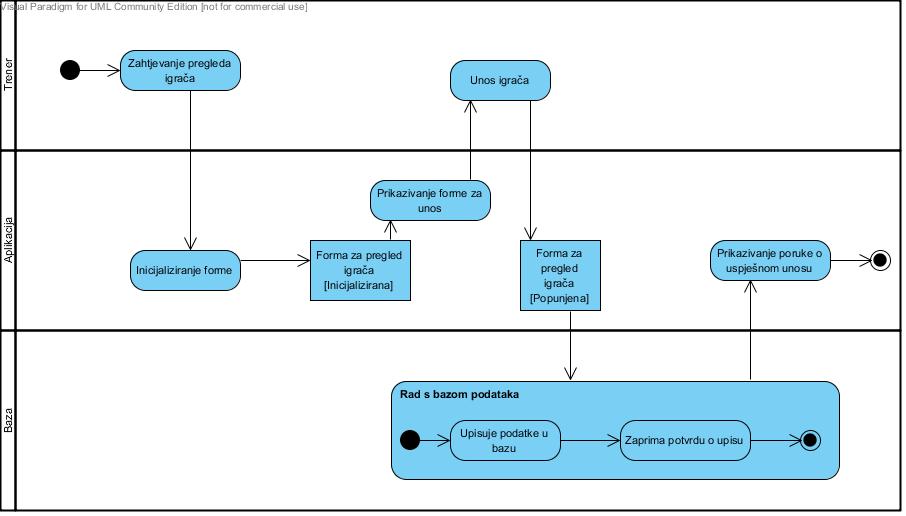 Visual Paradigm for UML Community Edition [not for commercial use]
Trener
Zahtjevanje pregleda
igrača
Unos igrača
Aplikacija
Inicijaliziranje forme
Forma za pregled
igrača
[Inicijalizirana]
Prikazivanje forme za
unos
Forma za
pregled
igrača
[Popunjena]
Prikazivanje poruke o
uspješnom unosu
Baza
Rad s bazom podataka
Upisuje podatke u
bazu
Zaprima potvrdu o upisu